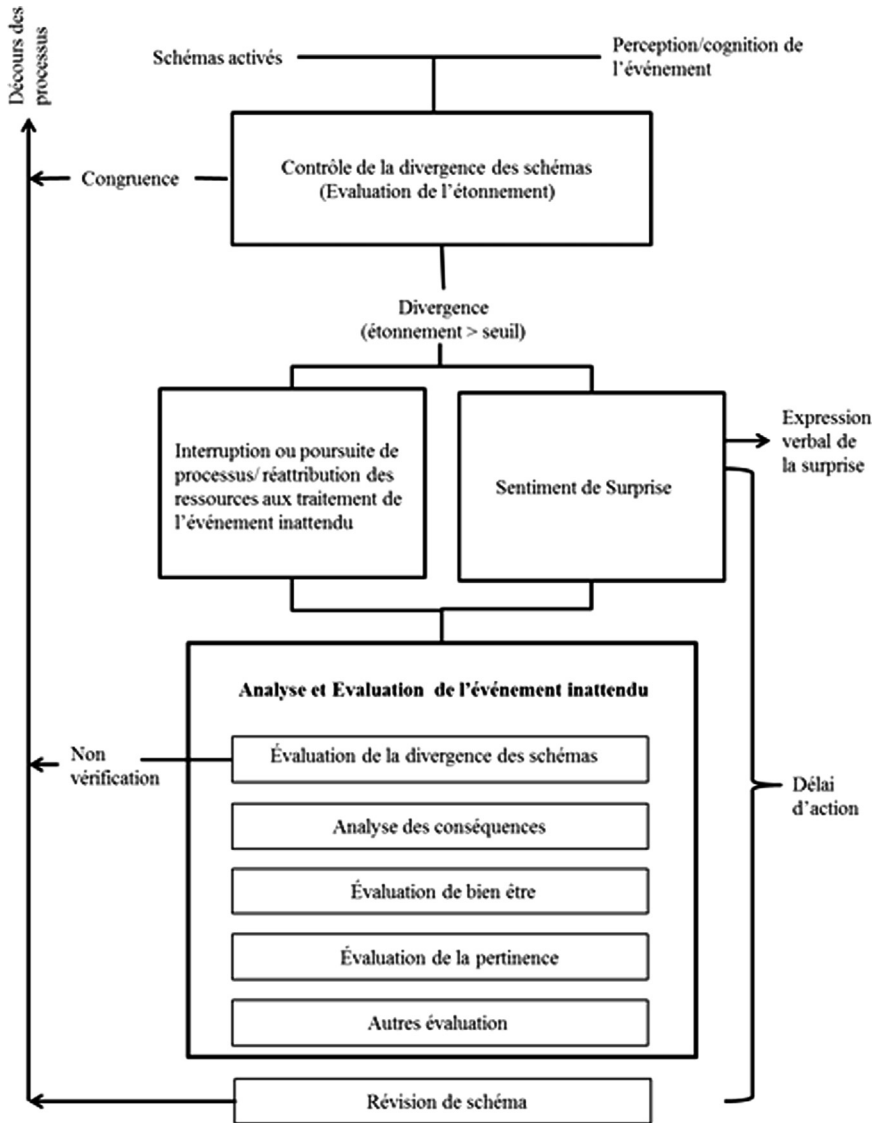 Décours des
processus
Schémas activés
Perception/cognition de
l’événement
Congruence
Contrôle de la divergence des schémas
(Evaluation de l’étonnement)
Divergence
(étonnement > seuil)
Interruption ou poursuite de
processus/ réattribution des
ressources aux traitement de
l’événement inattendu
Sentiment de Surprise
Expression
verbal de
la surprise
Analyse et Evaluation de l’événement inattendu
Non
vérification
Évaluation de la divergence des schémas
Analyse des conséquences
Évaluation de bien être
Évaluation de la pertinence
Autres évaluation
Délai
d’action
Révision de schéma